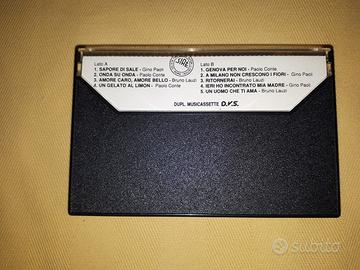 Lato A
1. SAPORE DI SALE - Gino Paoli
2. ONDA SU ONDA - Paolo Conte
3. AMORE CARO, AMORE BELLO - Bruno Lauzi
4. UN GELATO AL LIMON - Paolo Conte
SIAE
Lato B
1. GENOVA PER NOI - Paolo Conte
2. A MILANO NON CRESCONO I FIORI - Gino Paoli
3. RITORNERAI - Bruno Lauzi
4. IERI HO INCONTRATO MIA MADRE - Gino Paoli
5. UN UOMO CHE TI AMA - Bruno Lauzi
DUPL. MUSICASSETTE D.V.S.
subito